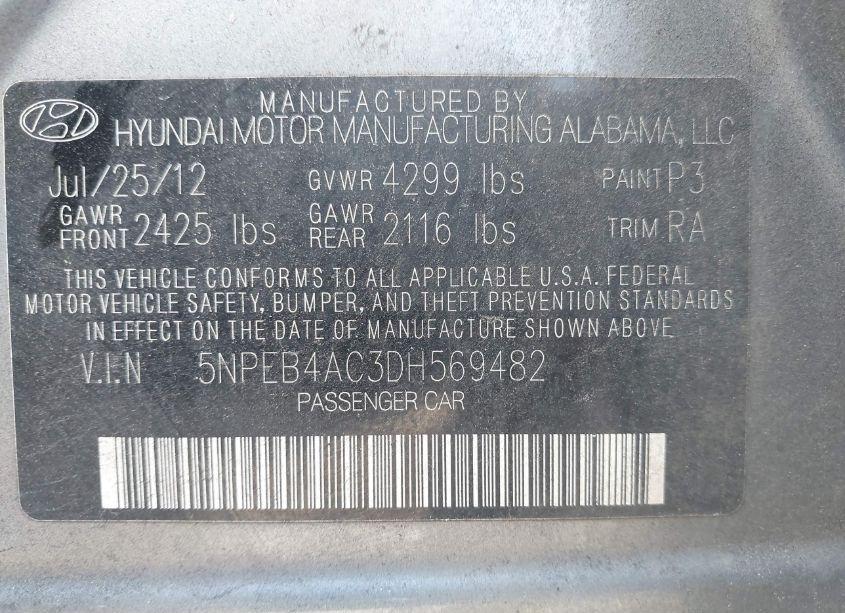 MANUFACTURED BY
HYUNDAI MOTOR MANUFACTURING ALABAMA, LLC
Jul/25/12 GVWR 4299 lbs PAINT P3
GAWR FRONT 2425 lbs GAWR REAR 2116 lbs TRIM RA
THIS VEHICLE CONFORMS TO ALL APPLICABLE U.S.A. FEDERAL
MOTOR VEHICLE SAFETY, BUMPER, AND THEFT PREVENTION STANDARDS
IN EFFECT ON THE DATE OF MANUFACTURE SHOWN ABOVE.
V.I.N 5NPEB4AC3DH569482
PASSENGER CAR